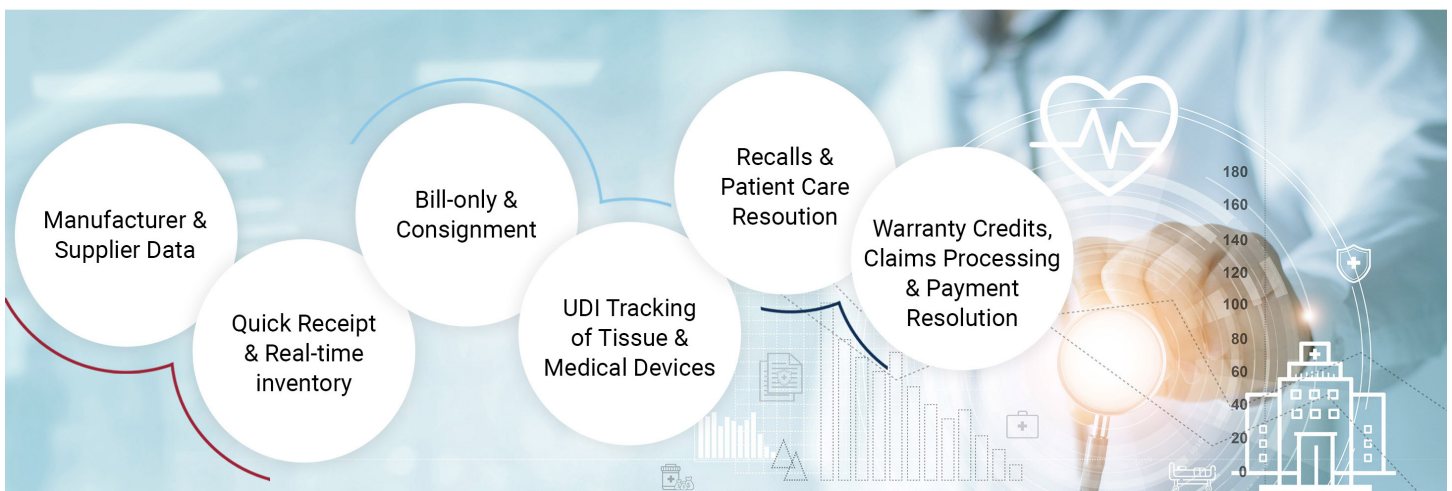 Manufacturer &
Supplier Data
Quick Receipt
& Real-time
inventory
Bill-only &
Consignment
UDI Tracking
of Tissue &
Medical Devices
Recalls &
Patient Care
Resoution
Warranty Credits,
Claims Processing
& Payment
Resolution
180
160
140
120
100
80
60
40
20
0